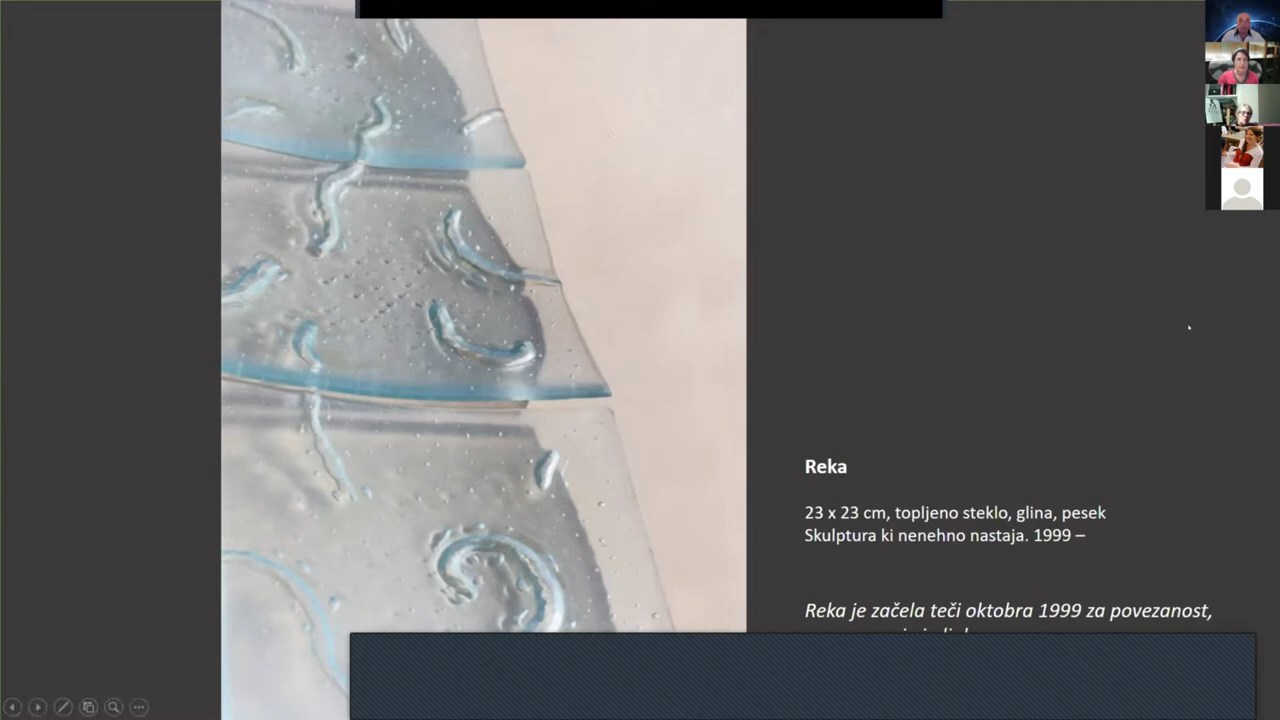 Reka
23 x 23 cm, topljeno steklo, glina, pesek
Skulptura ki nenehno nastaja. 1999 –
Reka je začela teči oktobra 1999 za povezanost,